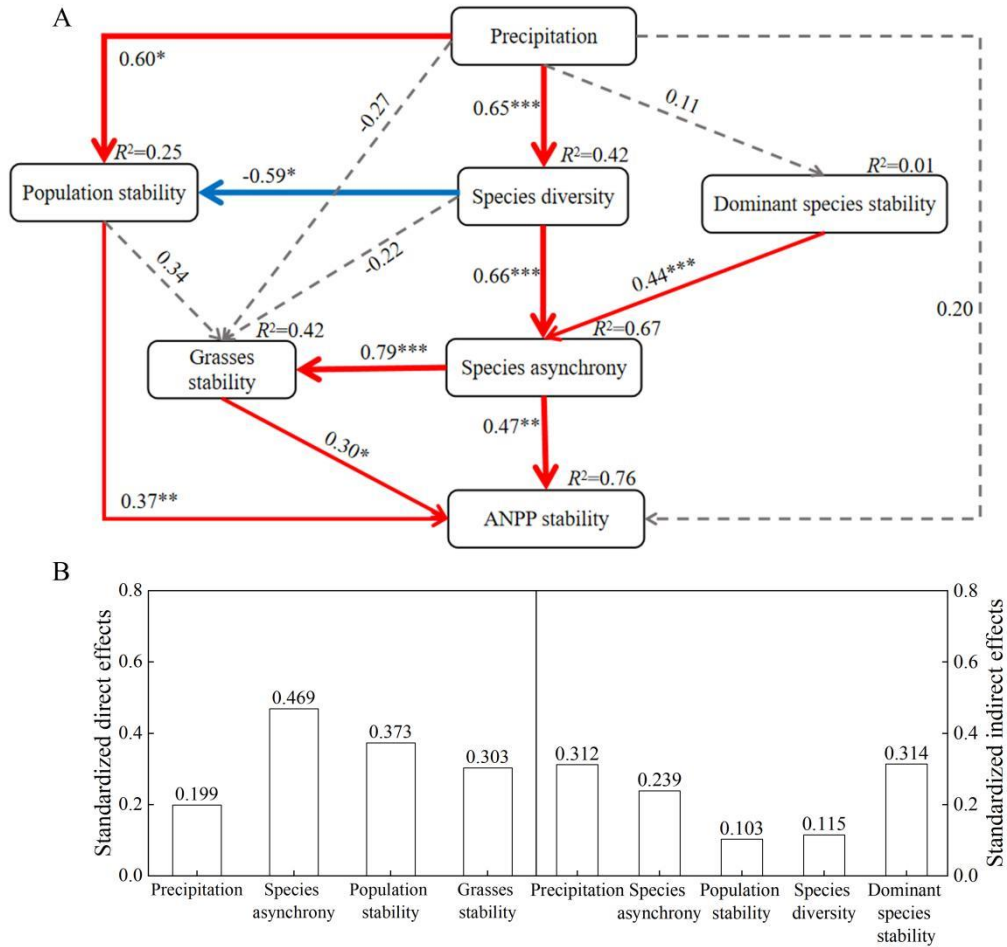 A
Precipitation
0.60*
-0.27
0.65***
0.11
R²=0.25
R²=0.42
R²=0.01
Population stability
-0.59*
Species diversity
Dominant species stability
0.34
-0.22
0.66***
0.44***
0.20
R²=0.42
R²=0.67
Grasses
stability
0.79***
Species asynchrony
0.30*
0.47**
0.37**
R²=0.76
ANPP stability
B
Standardized direct effects
0.8
0.6
0.4
0.2
0.0
0.199
0.469
0.373
0.303
0.312
0.239
0.103
0.115
0.314
0.8
0.6
0.4
0.2
0.0
Standardized indirect effects
Precipitation
Species
asynchrony
Population
stability
Grasses
stability
Precipitation
Species
asynchrony
Population
stability
Species
diversity
Dominant
species
stability